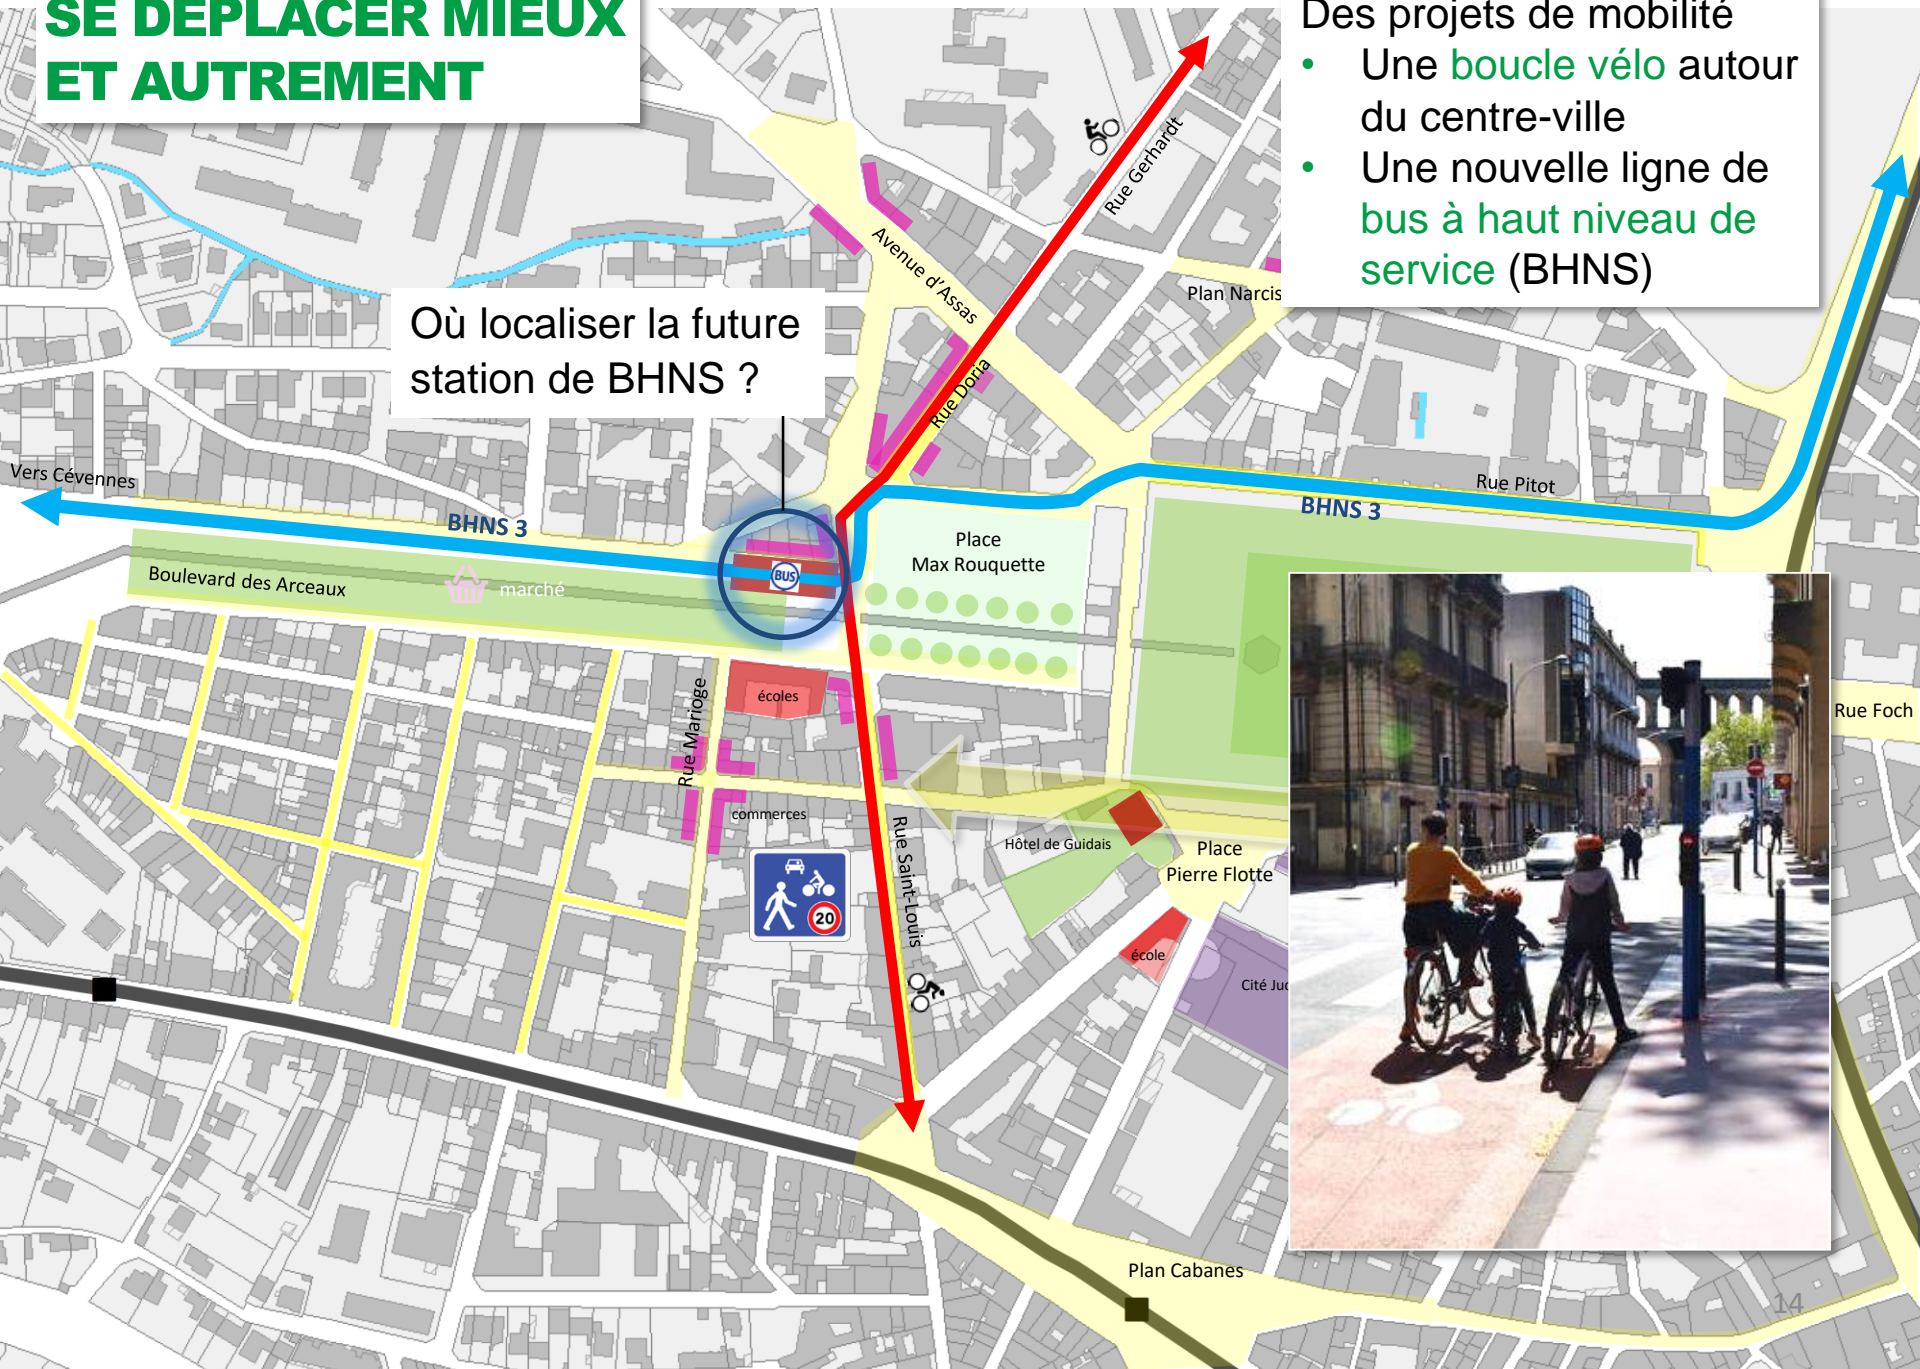 SE DÉPLACER MIEUX
ET AUTREMENT
Des projets de mobilité
• Une boucle vélo autour
du centre-ville
• Une nouvelle ligne de
bus à haut niveau de
service (BHNS)
Où localiser la future
station de BHNS ?
Rue Gerhardt
Avenue d'Assas
Plan Narcis
Rue Doria
Vers Cévennes
BHNS 3
Rue Pitot
BHNS 3
Place
Max Rouquette
BUS
Boulevard des Arceaux
marché
écoles
Rue Marioge
Rue Foch
commerces
Rue Saint-Louis
Hôtel de Guidais
Place
Pierre Flotte
20
école
Cité Juc
Plan Cabanes
14